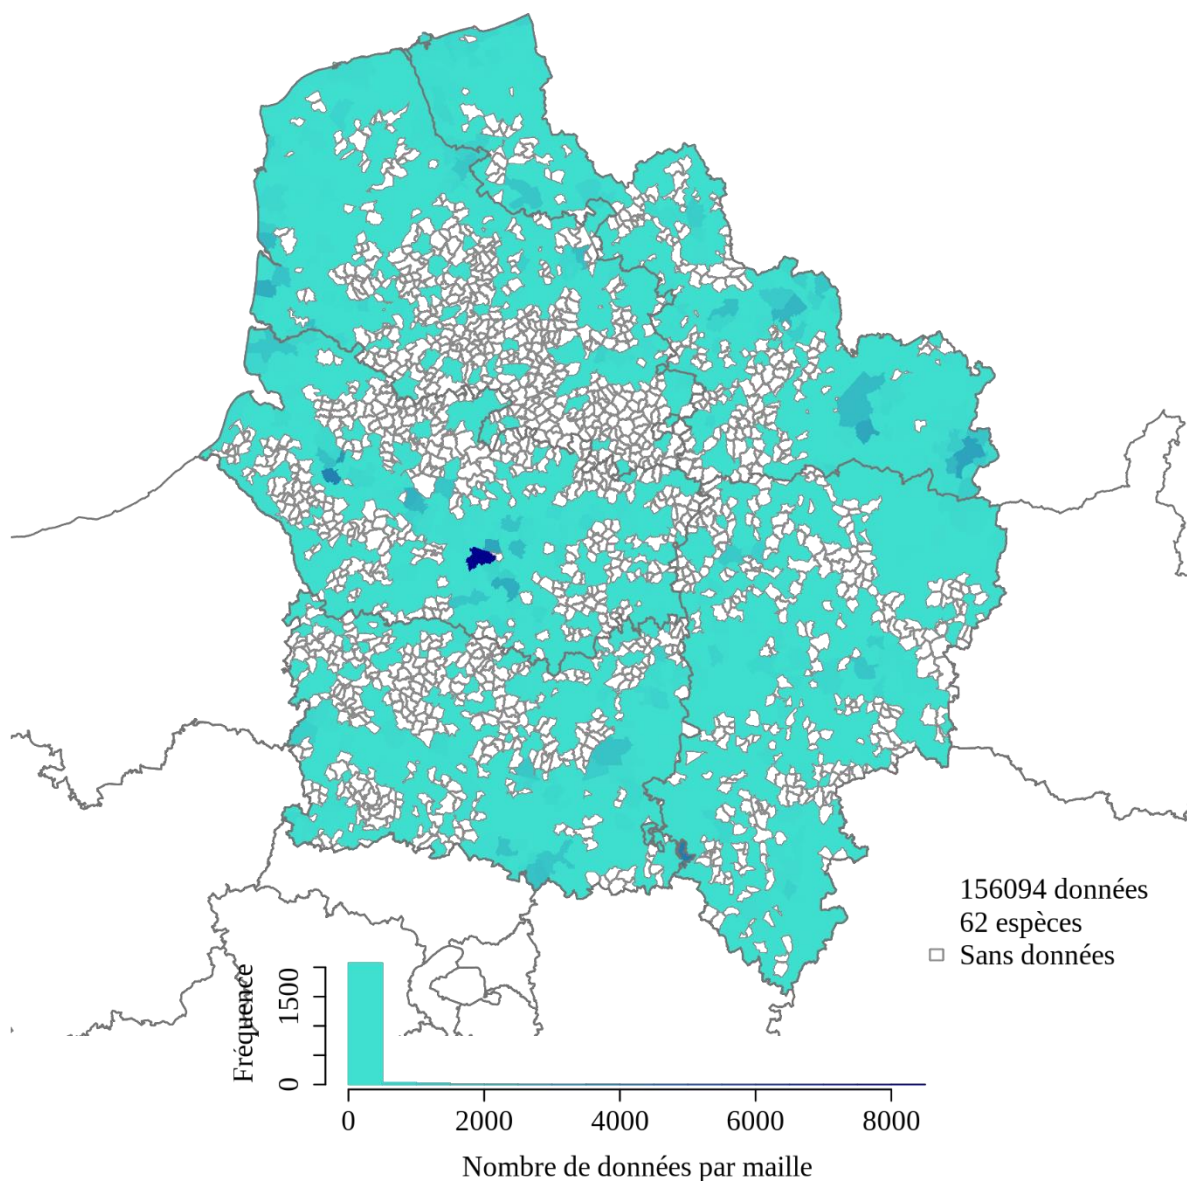 156094 données
62 espèces
Sans données
Fréquence
0
1500
0
2000
4000
6000
8000
Nombre de données par maille